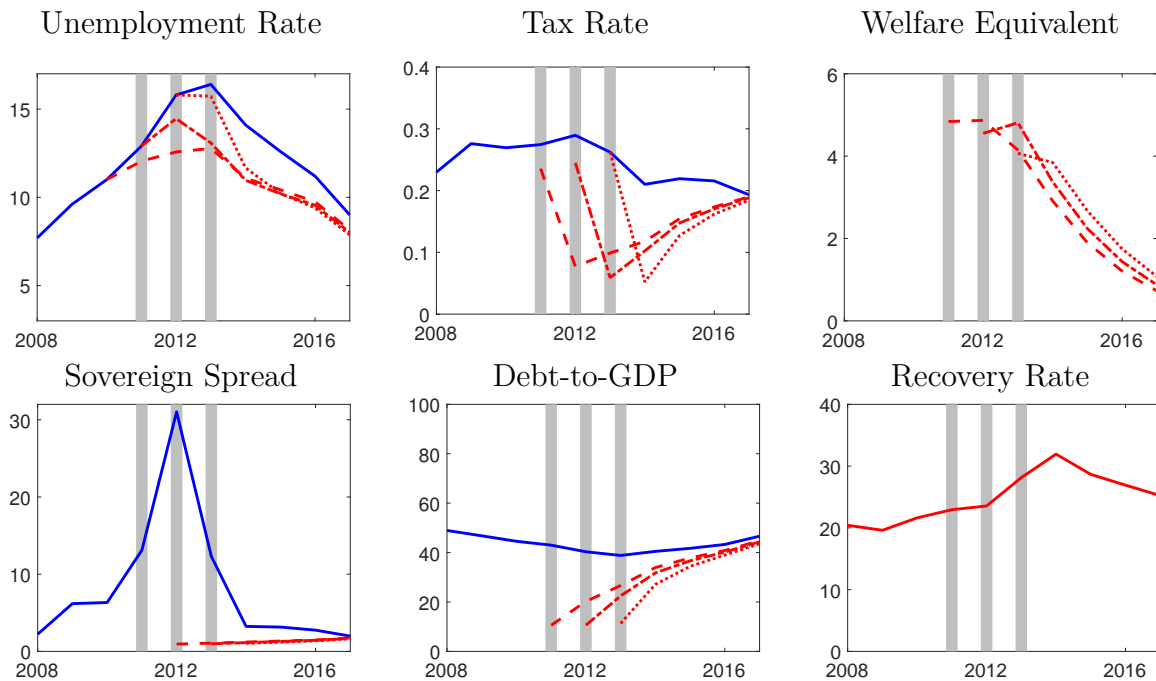 Unemployment Rate
Tax Rate
Welfare Equivalent
15
10
5
2008 2012 2016
0.4
0.3
0.2
0.1
0
2008 2012 2016
6
4
2
0
2008 2012 2016
Sovereign Spread
Debt-to-GDP
Recovery Rate
30
20
10
0
2008 2012 2016
100
80
60
40
20
0
2008 2012 2016
40
30
20
10
0
2008 2012 2016